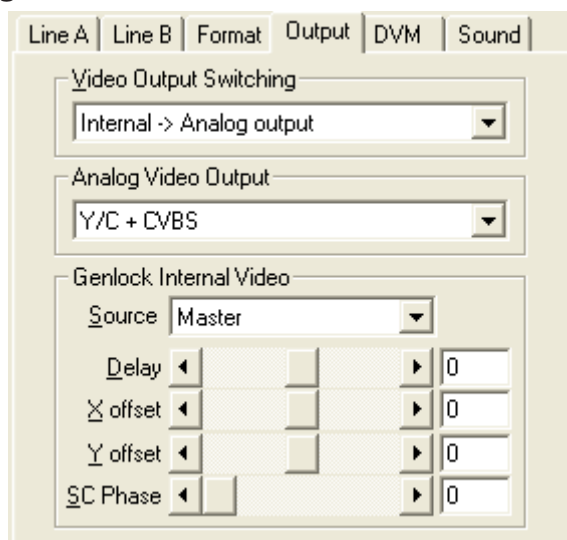 Line A Line B Format Output DVM Sound
Video Output Switching
Internal -> Analog output
Analog Video Output
Y/C + CVBS
Genlock Internal Video
Source Master
Delay 0
X offset 0
Y offset 0
SC Phase 0